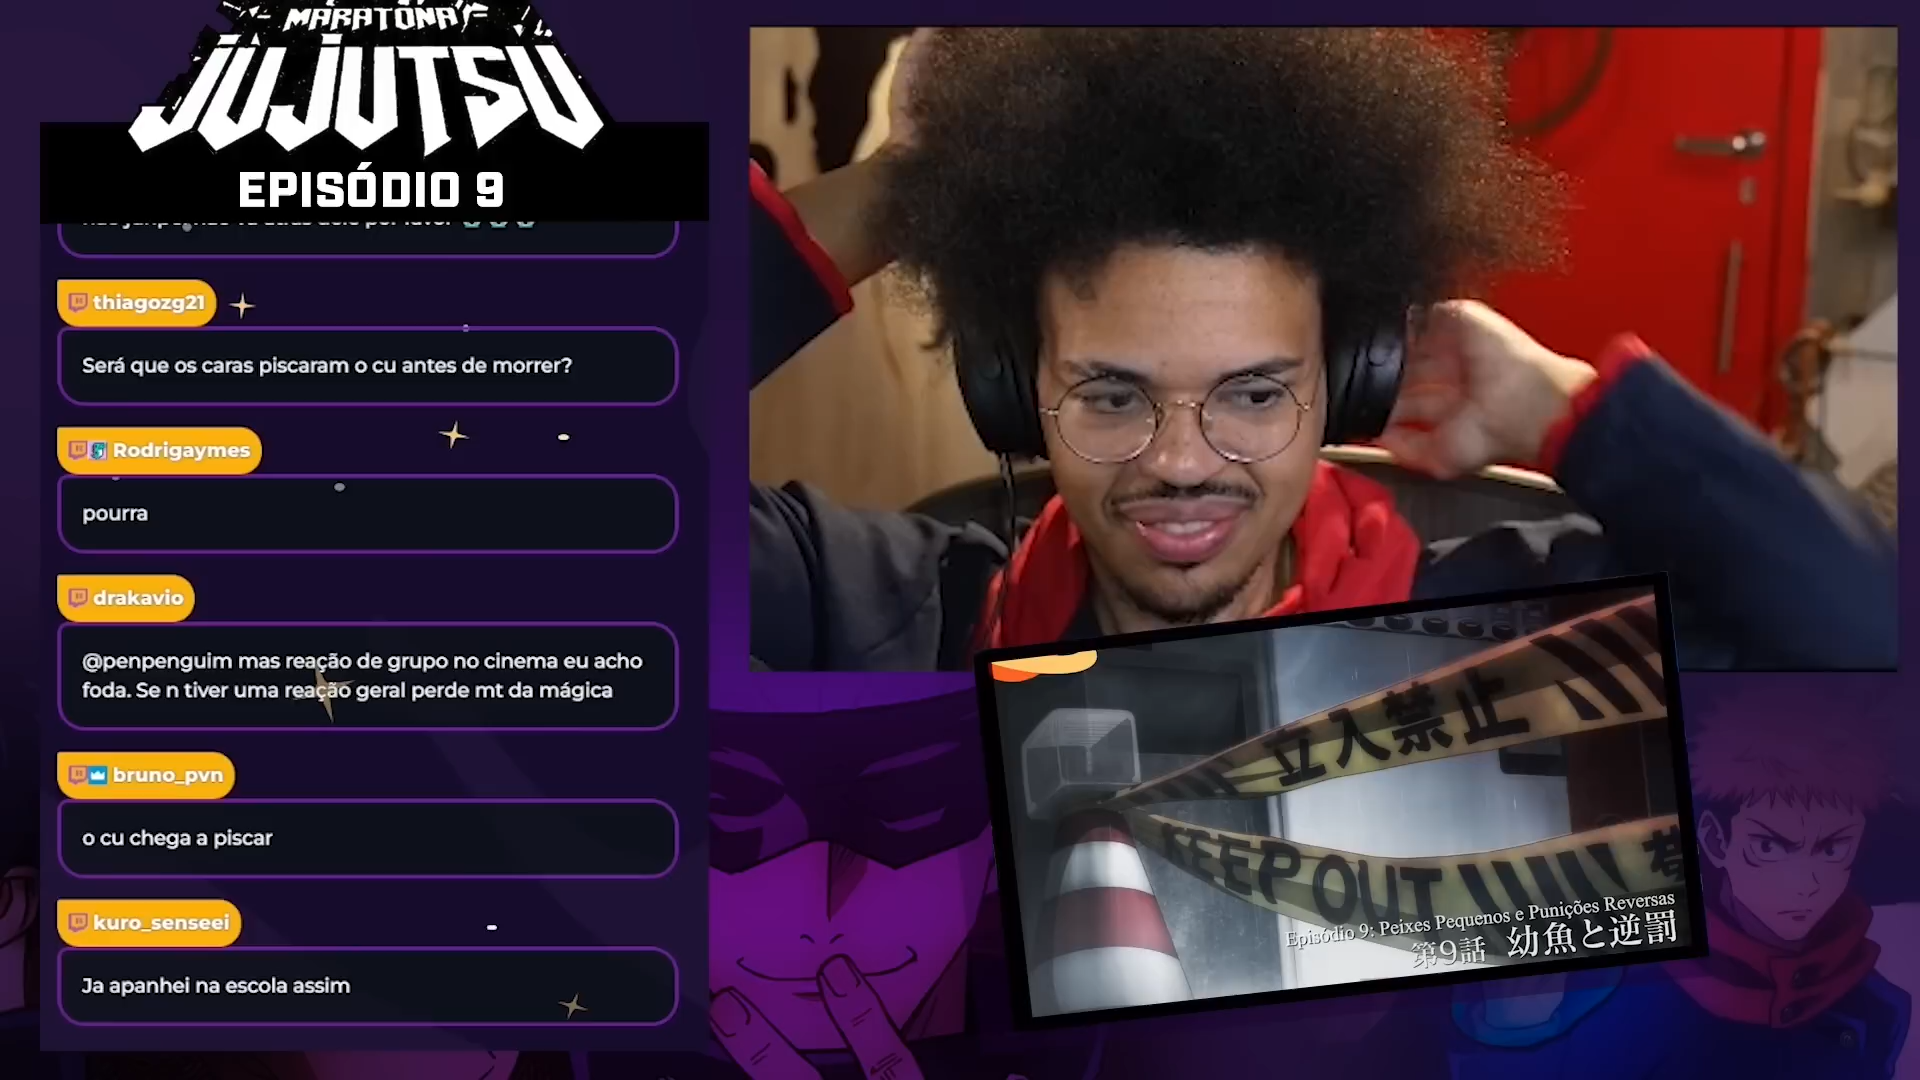 MARATONA
JUJUTSU
EPISÓDIO 9
thiagozg21
Será que os caras piscaram o cu antes de morrer?
Rodrigaymes
pourra
drakavio
@penpenguim mas reação de grupo no cinema eu acho
foda. Se n tiver uma reação geral perde mt da mágica
bruno_pvn
o cu chega a piscar
kuro_senseei
Ja apanhei na escola assim
立入禁止
KEEP OUT
Episódio 9: Peixes Pequenos e Punições Reversas
第9話 幼魚と逆罰